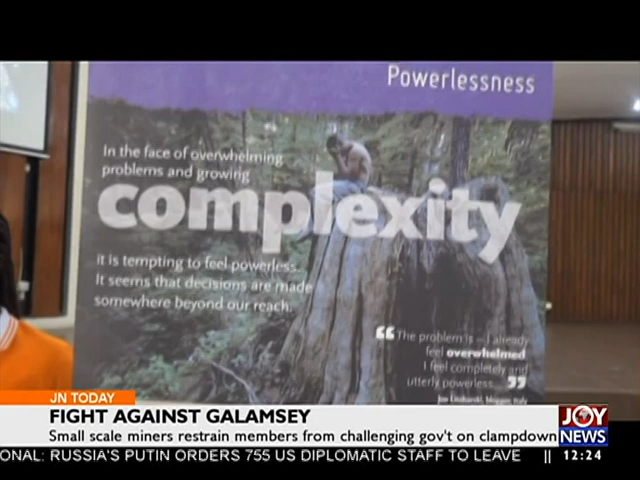 Powerlessness
In the face of overwhelming
problems and growing
complexity
it is tempting to feel powerless.
It seems that decisions are made
somewhere beyond our reach.
“ The problem is – I already
feel overwhelmed
I feel completely and
utterly powerless. ”
JN TODAY
FIGHT AGAINST GALAMSEY
Small scale miners restrain members from challenging gov't on clampdown
JOY
NEWS
ONAL: RUSSIA'S PUTIN ORDERS 755 US DIPLOMATIC STAFF TO LEAVE || 12:24